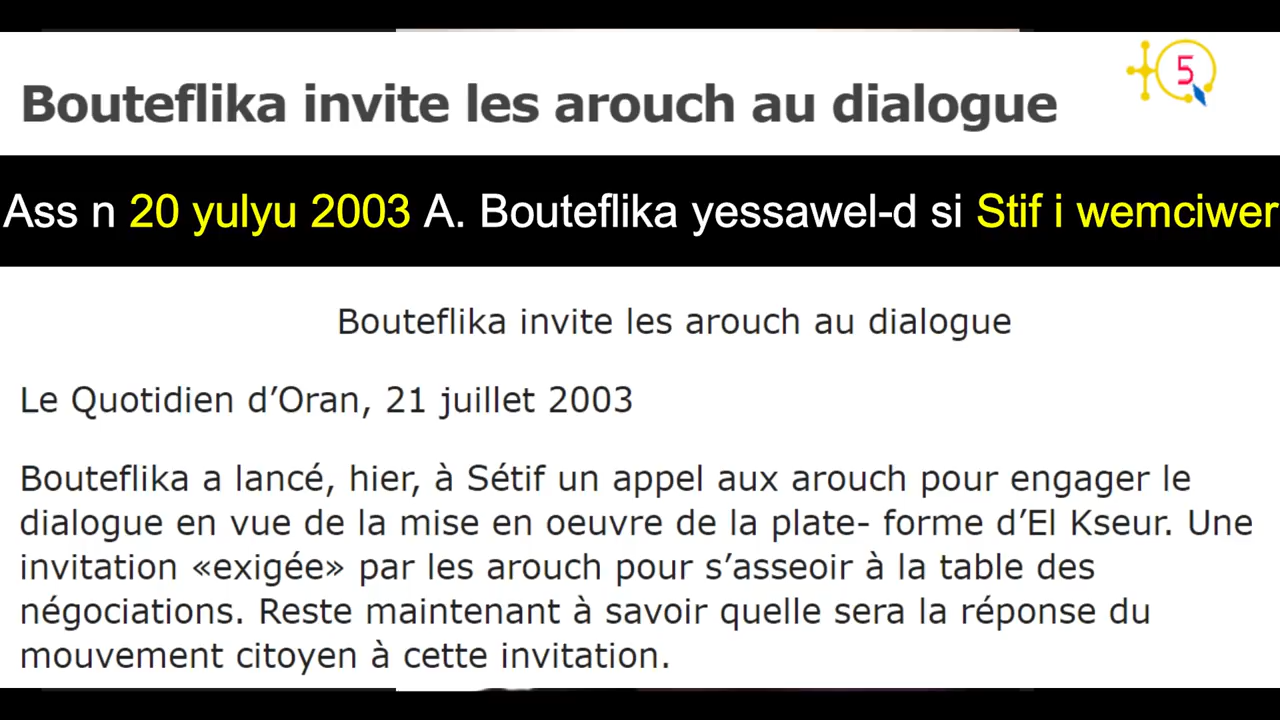 5
Bouteflika invite les arouch au dialogue
Ass n 20 yulyu 2003 A. Bouteflika yessawel-d si Stif i wemciwer
Bouteflika invite les arouch au dialogue
Le Quotidien d’Oran, 21 juillet 2003
Bouteflika a lancé, hier, à Sétif un appel aux arouch pour engager le
dialogue en vue de la mise en oeuvre de la plate- forme d’El Kseur. Une
invitation «exigée» par les arouch pour s’asseoir à la table des
négociations. Reste maintenant à savoir quelle sera la réponse du
mouvement citoyen à cette invitation.